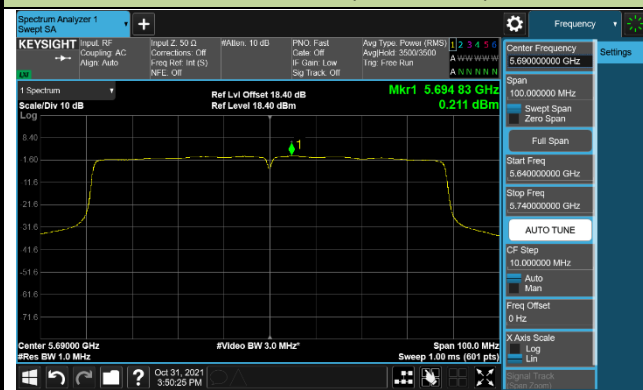 Spectrum Analyzer 1
Swept SA
+
Frequency
KEYSIGHT
Input: RF
Coupling: AC
Align: Auto
Input Z: 50 Ω
Corrections: Off
Freq Ref: Int (S)
NFE: Off
#Atten: 10 dB
PNO: Fast
Gate: Off
IF Gain: Low
Sig Track: Off
Avg Type: Power (RMS)
Avg|Hold: 3500/3500
Trig: Free Run
1 2 3 4 5 6
A W W W W W
A N N N N N
1 Spectrum
Scale/Div 10 dB
Log
Ref Lvl Offset 18.40 dB
Ref Level 18.40 dBm
Mkr1 5.694 83 GHz
0.211 dBm
1
8.40
-1.60
-11.6
-21.6
-31.6
-41.6
-51.6
-61.6
-71.6
Center 5.69000 GHz
#Res BW 1.0 MHz
#Video BW 3.0 MHz*
Span 100.0 MHz
Sweep 1.00 ms (601 pts)
Center Frequency
5.690000000 GHz
Settings
Span
100.000000 MHz
Swept Span
Zero Span
Full Span
Start Freq
5.640000000 GHz
Stop Freq
5.740000000 GHz
AUTO TUNE
CF Step
10.000000 MHz
Auto
Man
Freq Offset
0 Hz
X Axis Scale
Log
Lin
Signal Track
(Span Zoom)
?
Oct 31, 2021
3:50:25 PM